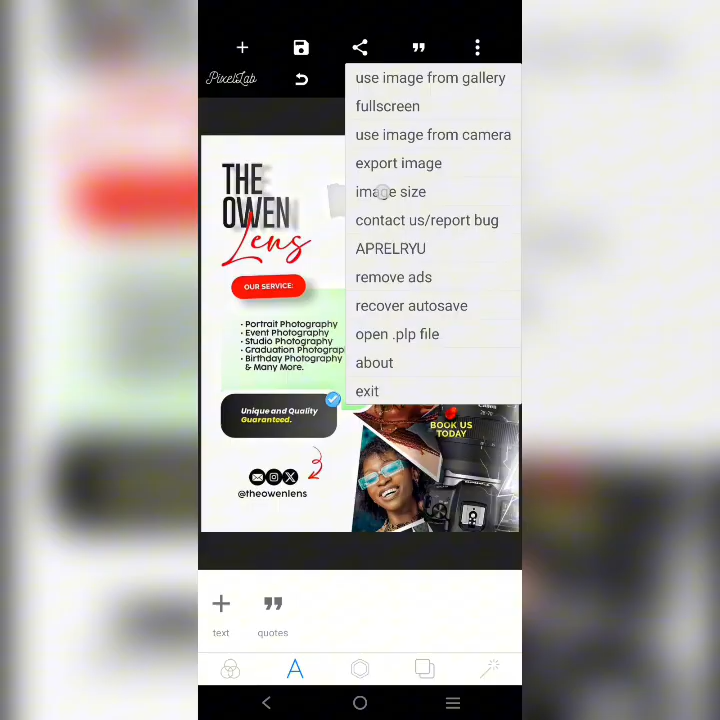 PixelLab
use image from gallery
fullscreen
use image from camera
export image
image size
contact us/report bug
APRELRYU
remove ads
recover autosave
open .plp file
about
exit
THE
OWEN
Lens
OUR SERVICE:
• Portrait Photography
• Event Photography
• Studio Photography
• Graduation Photograp
• Birthday Photography
& Many More.
Unique and Quality
Guaranteed.
BOOK US
TODAY
@theowenlens
text
quotes